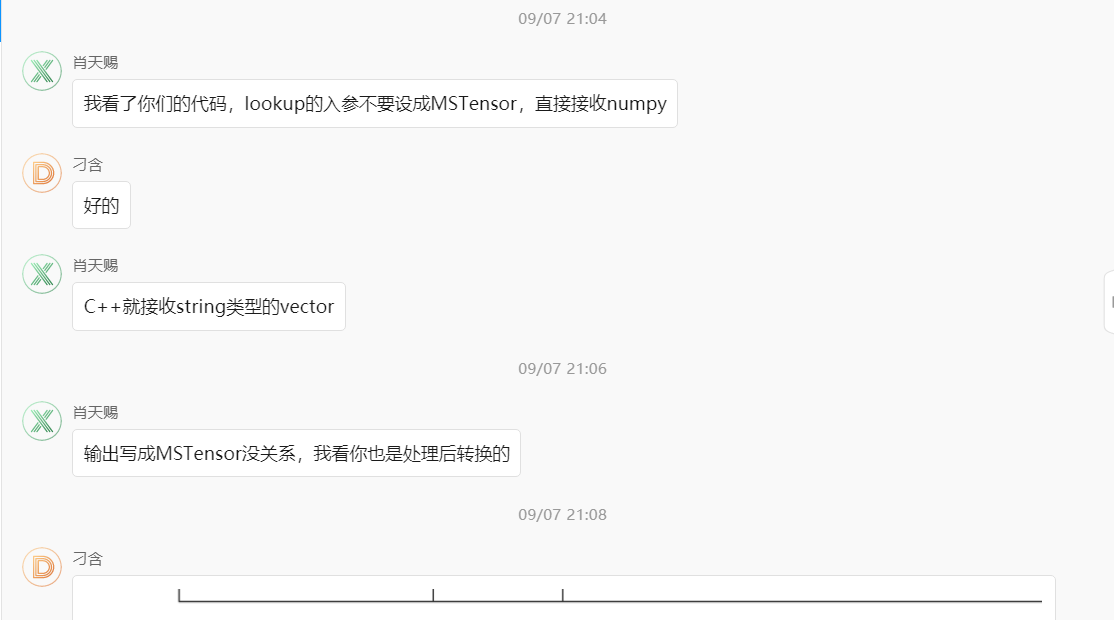 09/07 21:04
肖天赐
我看了你们的代码，lookup的入参不要设成MSTensor，直接接收numpy
刁含
好的
肖天赐
C++就接收string类型的vector
09/07 21:06
肖天赐
输出写成MSTensor没关系，我看你也是处理后转换的
09/07 21:08
刁含